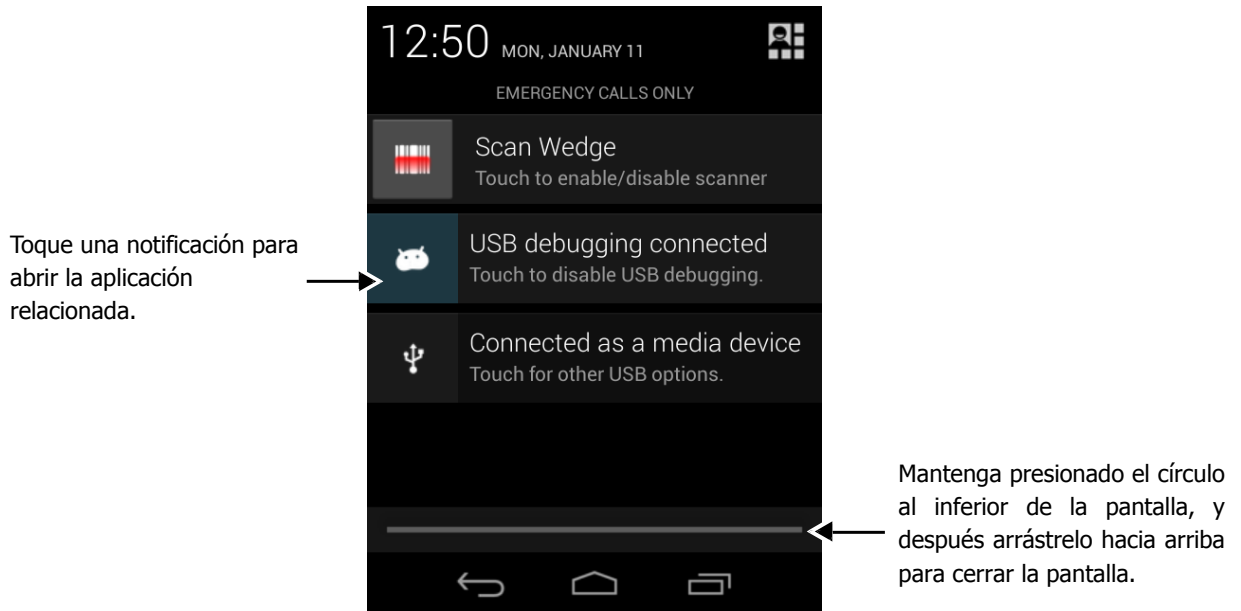 12:50 MON, JANUARY 11
EMERGENCY CALLS ONLY
Scan Wedge
Touch to enable/disable scanner
Toque una notificación para
abrir la aplicación
relacionada.
USB debugging connected
Touch to disable USB debugging.
Connected as a media device
Touch for other USB options.
Mantenga presionado el círculo
al inferior de la pantalla, y
después arrástrelo hacia arriba
para cerrar la pantalla.